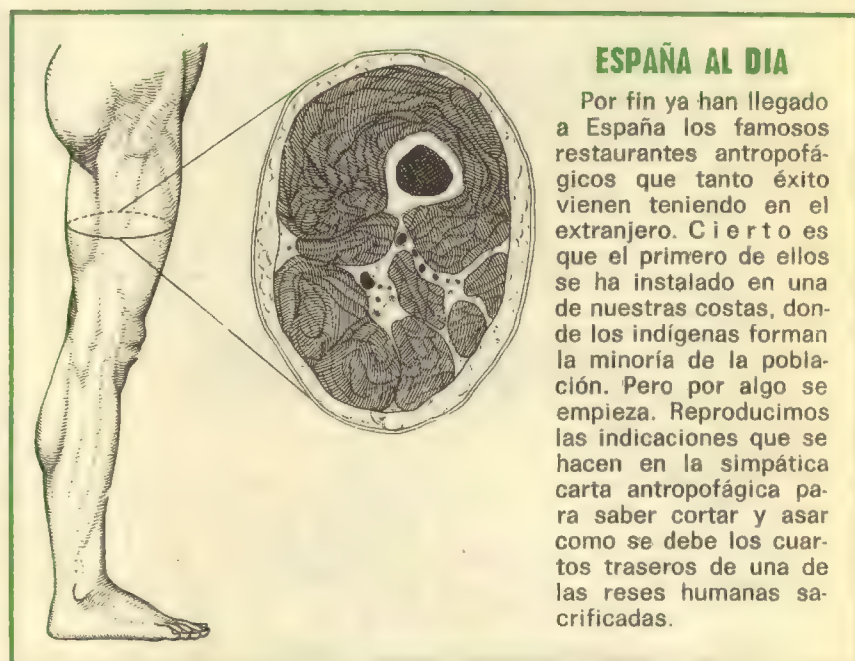 ESPAÑA AL DIA
Por fin ya han llegado
a España los famosos
restaurantes antropofá-
gicos que tanto éxito
vienen teniendo en el
extranjero. Cierto es
que el primero de ellos
se ha instalado en una
de nuestras costas, don-
de los indígenas forman
la minoría de la pobla-
ción. Pero por algo se
empieza. Reproducimos
las indicaciones que se
hacen en la simpática
carta antropofágica pa-
ra saber cortar y asar
como se debe los cuar-
tos traseros de una de
las reses humanas sa-
crificadas.